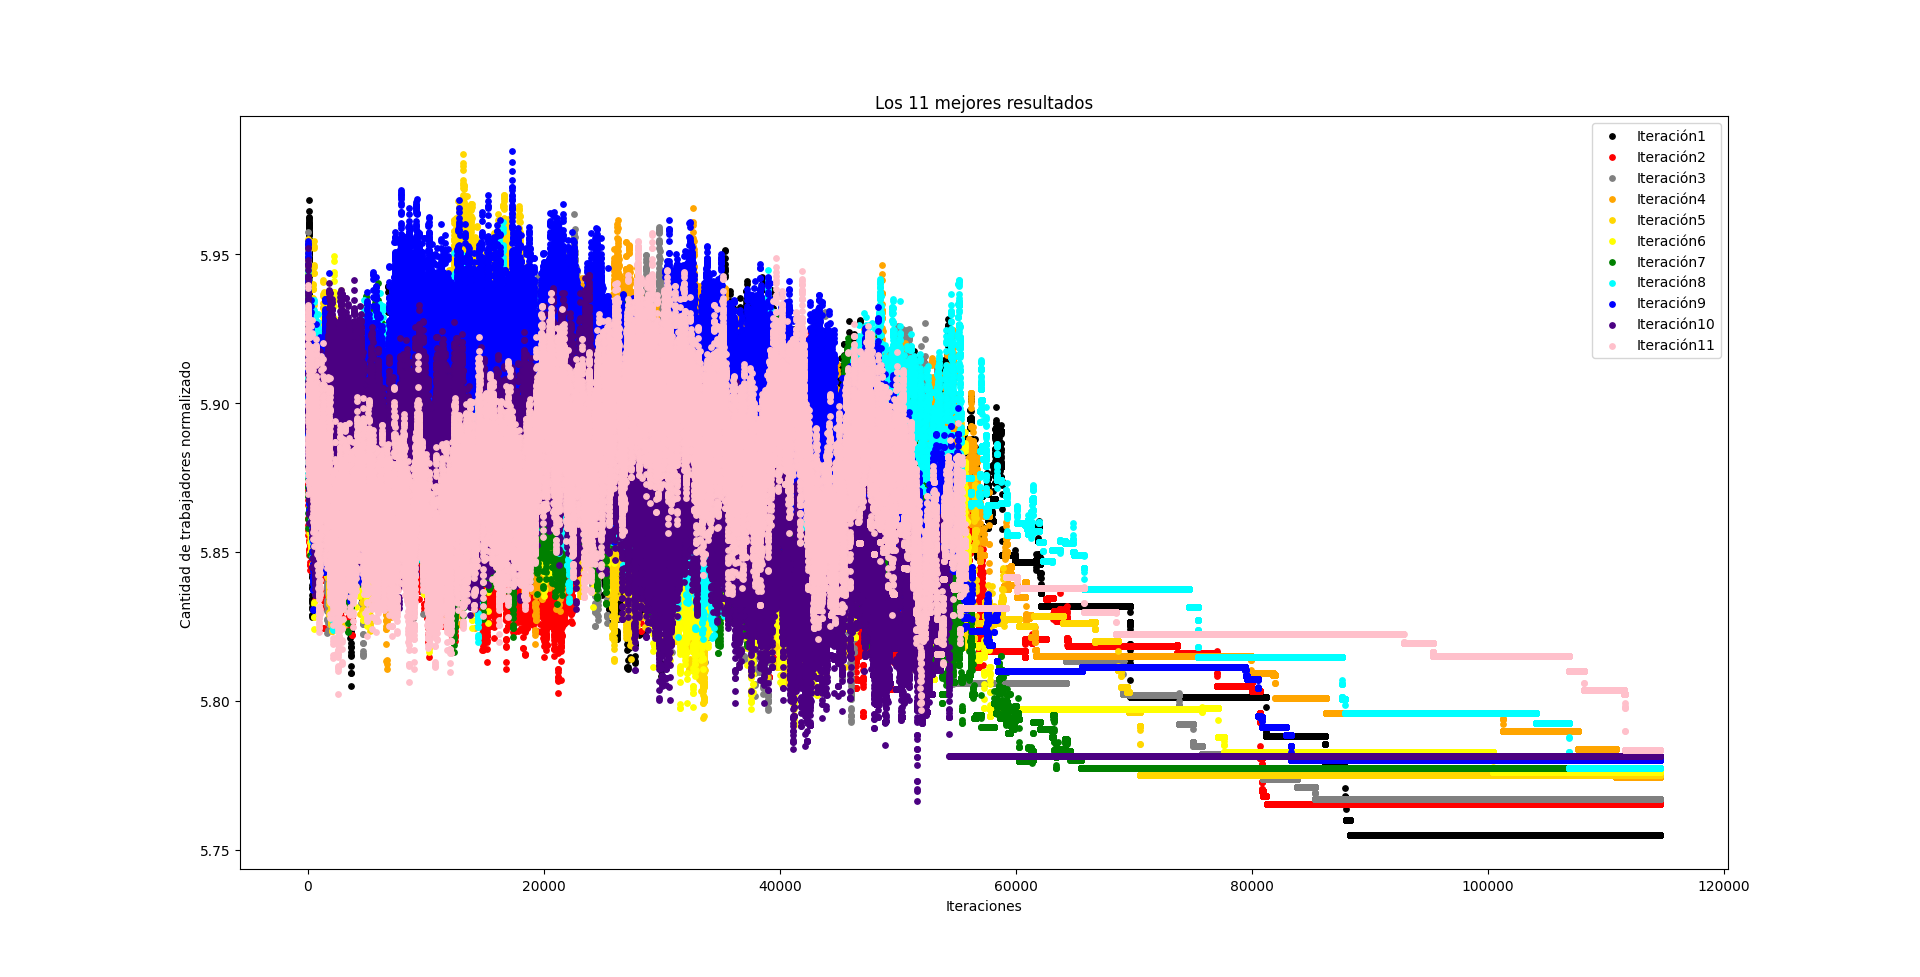 Los 11 mejores resultados
Cantidad de trabajadores normalizado
5.95
5.90
5.85
5.80
5.75
0
20000
40000
60000
80000
100000
120000
Iteraciones
Iteración1
Iteración2
Iteración3
Iteración4
Iteración5
Iteración6
Iteración7
Iteración8
Iteración9
Iteración10
Iteración11